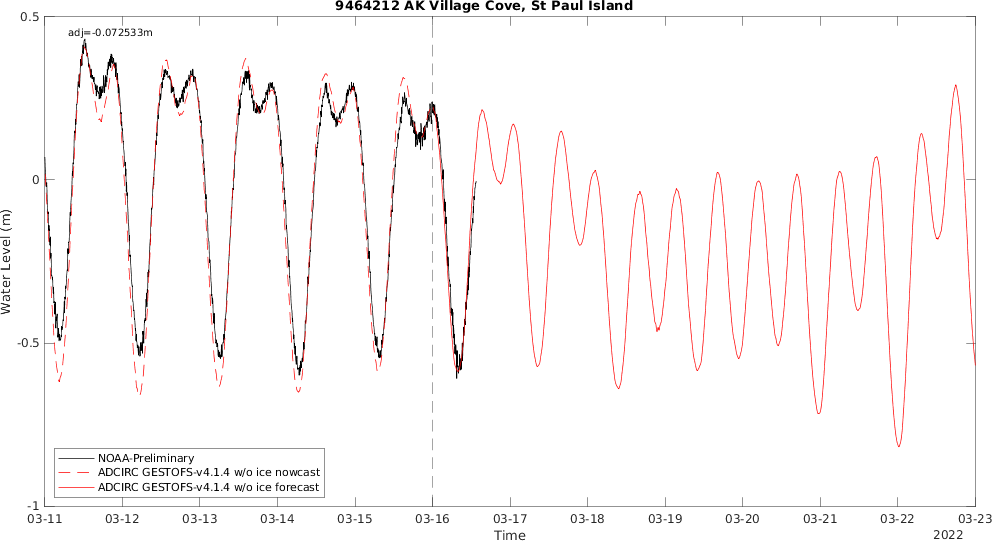 9464212 AK Village Cove, St Paul Island
adj=-0.072533m
0.5
0
-0.5
-1
Water Level (m)
NOAA-Preliminary
ADCIRC GESTOFS-v4.1.4 w/o ice nowcast
ADCIRC GESTOFS-v4.1.4 w/o ice forecast
03-11 03-12 03-13 03-14 03-15 03-16 03-17 03-18 03-19 03-20 03-21 03-22 03-23
Time
2022